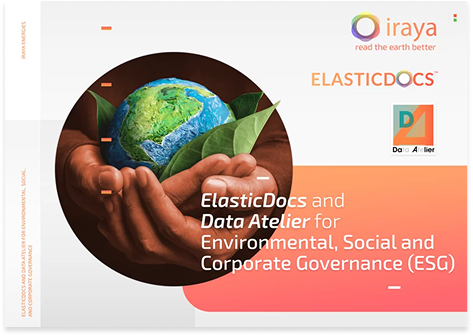 iraya
read the earth better
ELASTICDOCS™
Data Atelier
IRAYA ENERGIES
ElasticDocs and
Data Atelier for
Environmental, Social and
Corporate Governance (ESG)
ELASTICDOCS AND DATA ATELIER FOR ENVIRONMENTAL, SOCIAL,
AND CORPORATE GOVERNANCE